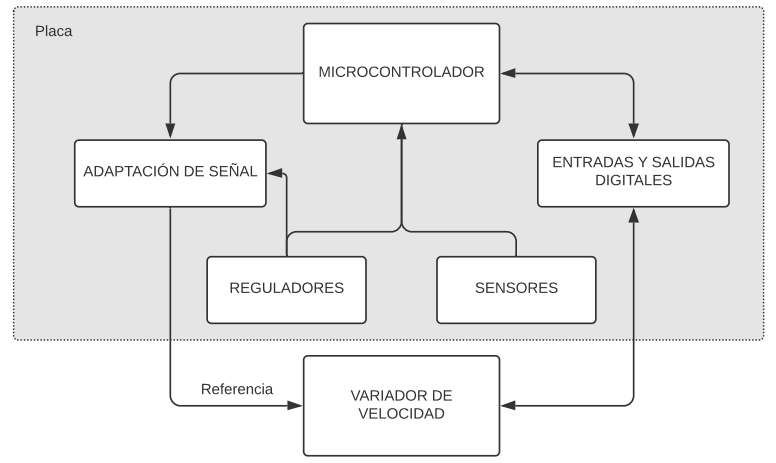 Placa
MICROCONTROLADOR
ADAPTACIÓN DE SEÑAL
ENTRADAS Y SALIDAS
DIGITALES
REGULADORES
SENSORES
Referencia
VARIADOR DE
VELOCIDAD